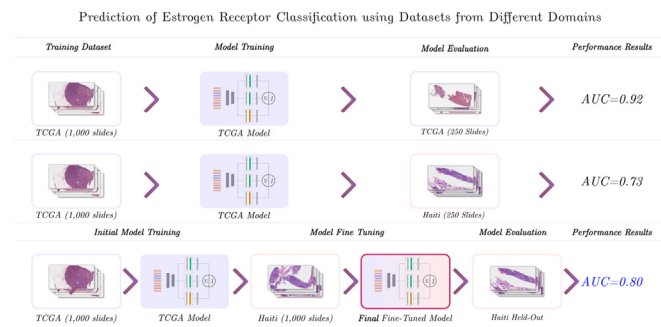 Prediction of Estrogen Receptor Classification using Datasets from Different Domains
Training Dataset Model Training Model Evaluation Performance Results
AUC=0.92
TCGA (1,000 slides) TCGA Model TCGA (250 Slides)
AUC=0.73
TCGA (1,000 slides) TCGA Model Haiti (250 Slides)
Initial Model Training Model Fine Tuning Model Evaluation Performance Results
AUC=0.80
TCGA (1,000 slides) TCGA Model Haiti (1,000 slides) Final Fine-Tuned Model Haiti Held-Out